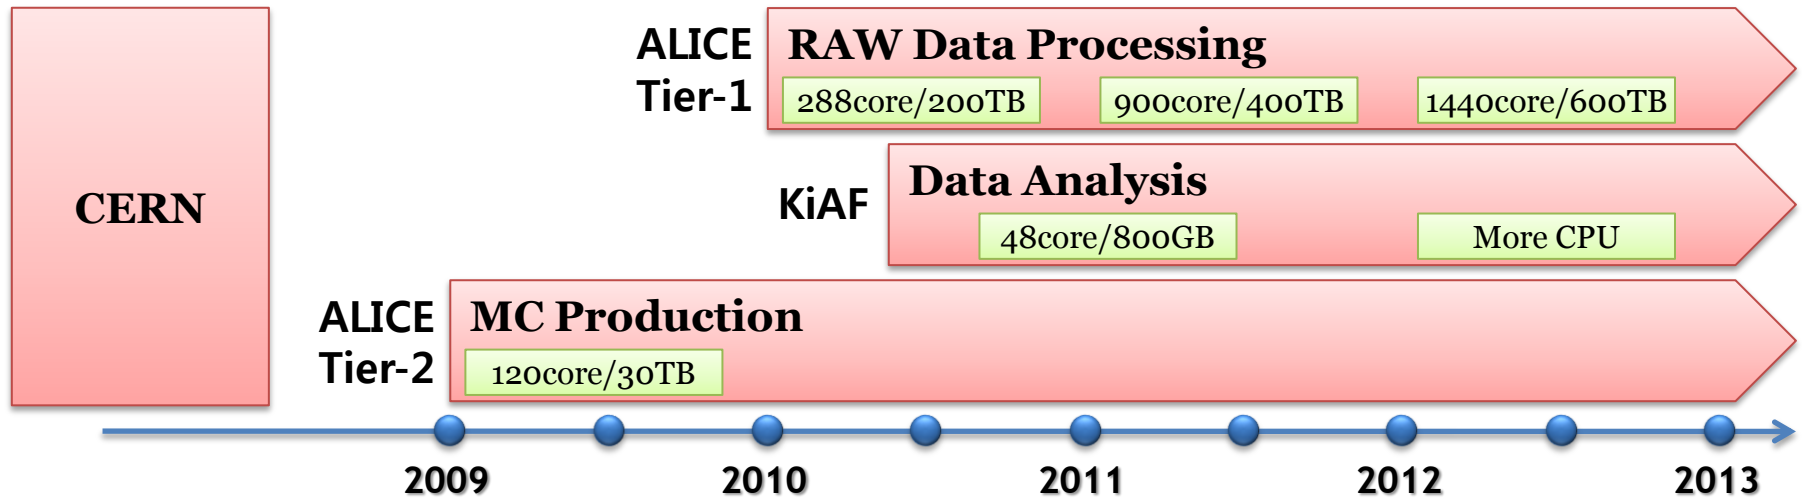 CERN
ALICE
Tier-1
RAW Data Processing
288core/200TB
900core/400TB
1440core/600TB
KiAF
Data Analysis
48core/800GB
More CPU
ALICE
Tier-2
MC Production
120core/30TB
2009
2010
2011
2012
2013